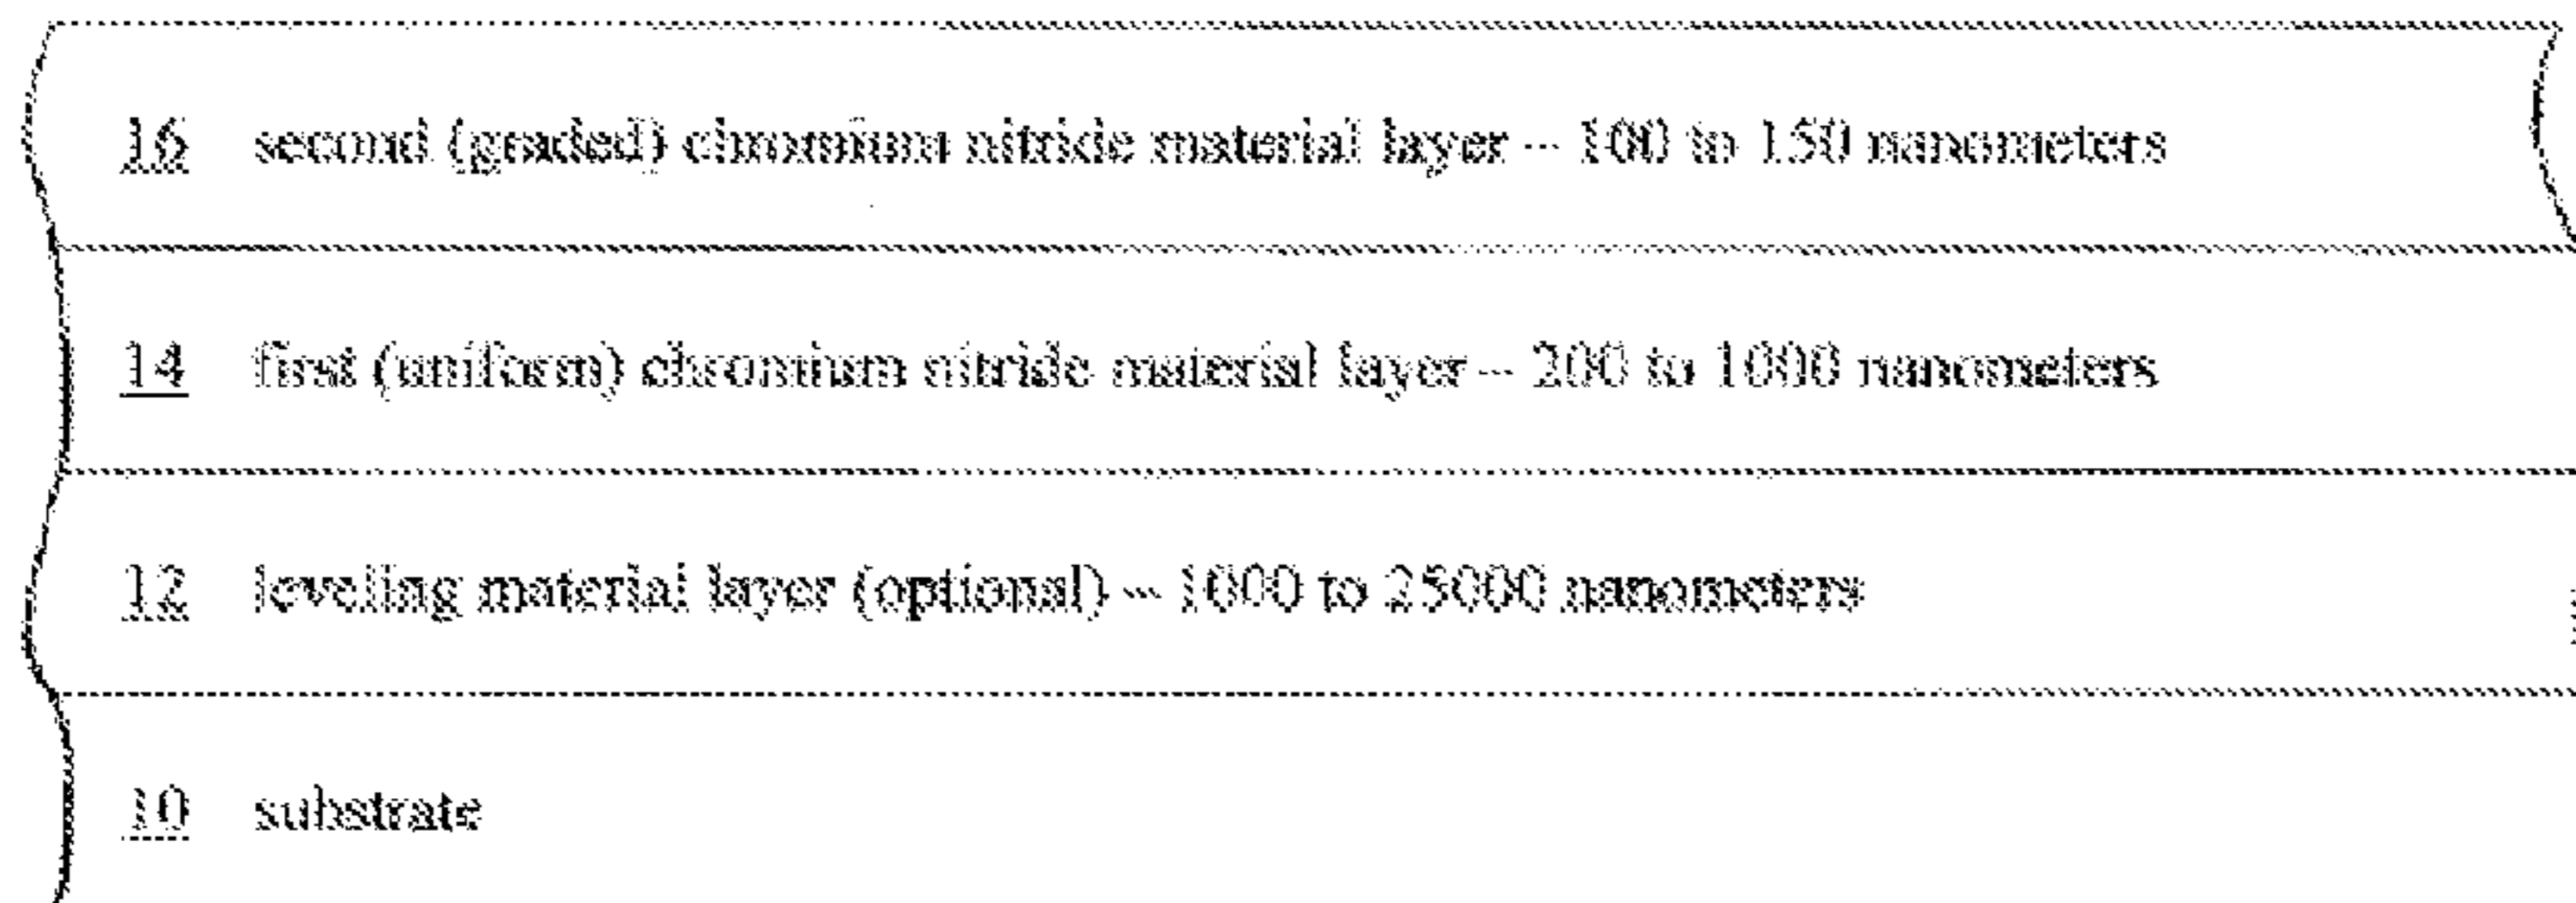 16 second (graded) chromium nitride material layer -- 100 to 150 nanometers
14 first (uniform) chromium nitride material layer -- 200 to 1000 nanometers
12 leveling material layer (optional) -- 1000 to 25000 nanometers
10 substrate